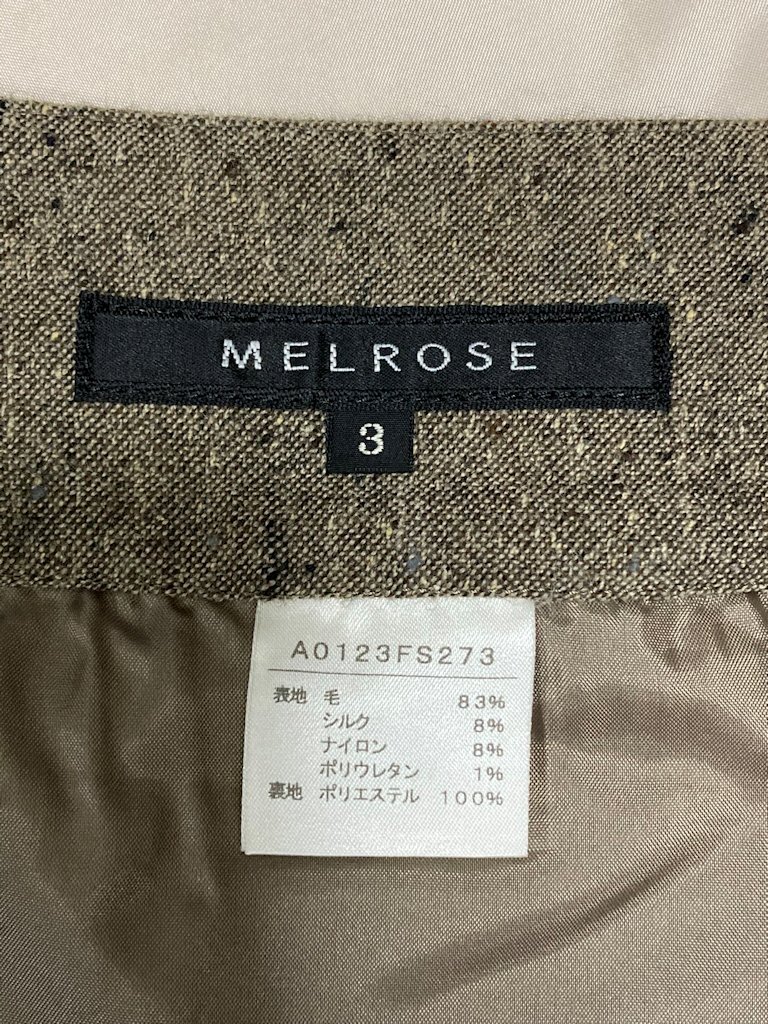 MELROSE
3
A0123FS273
表地 毛 83%
シルク 8%
ナイロン 8%
ポリウレタン 1%
裏地 ポリエステル 100%